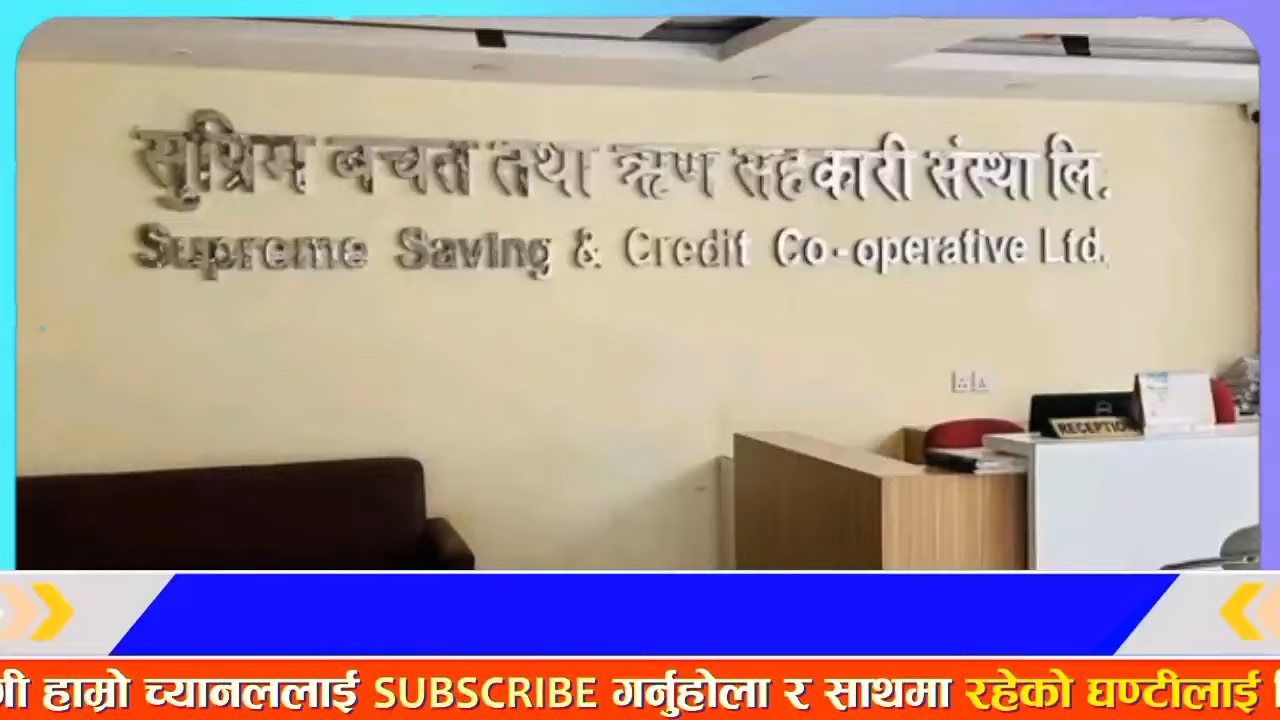 सुप्रिम बचत तथा ऋण सहकारी संस्था लि.
Supreme Saving & Credit Co-operative Ltd.
RECEPTION
हाम्रो च्यानललाई SUBSCRIBE गर्नुहोला र साथमा रहेको घण्टीलाई